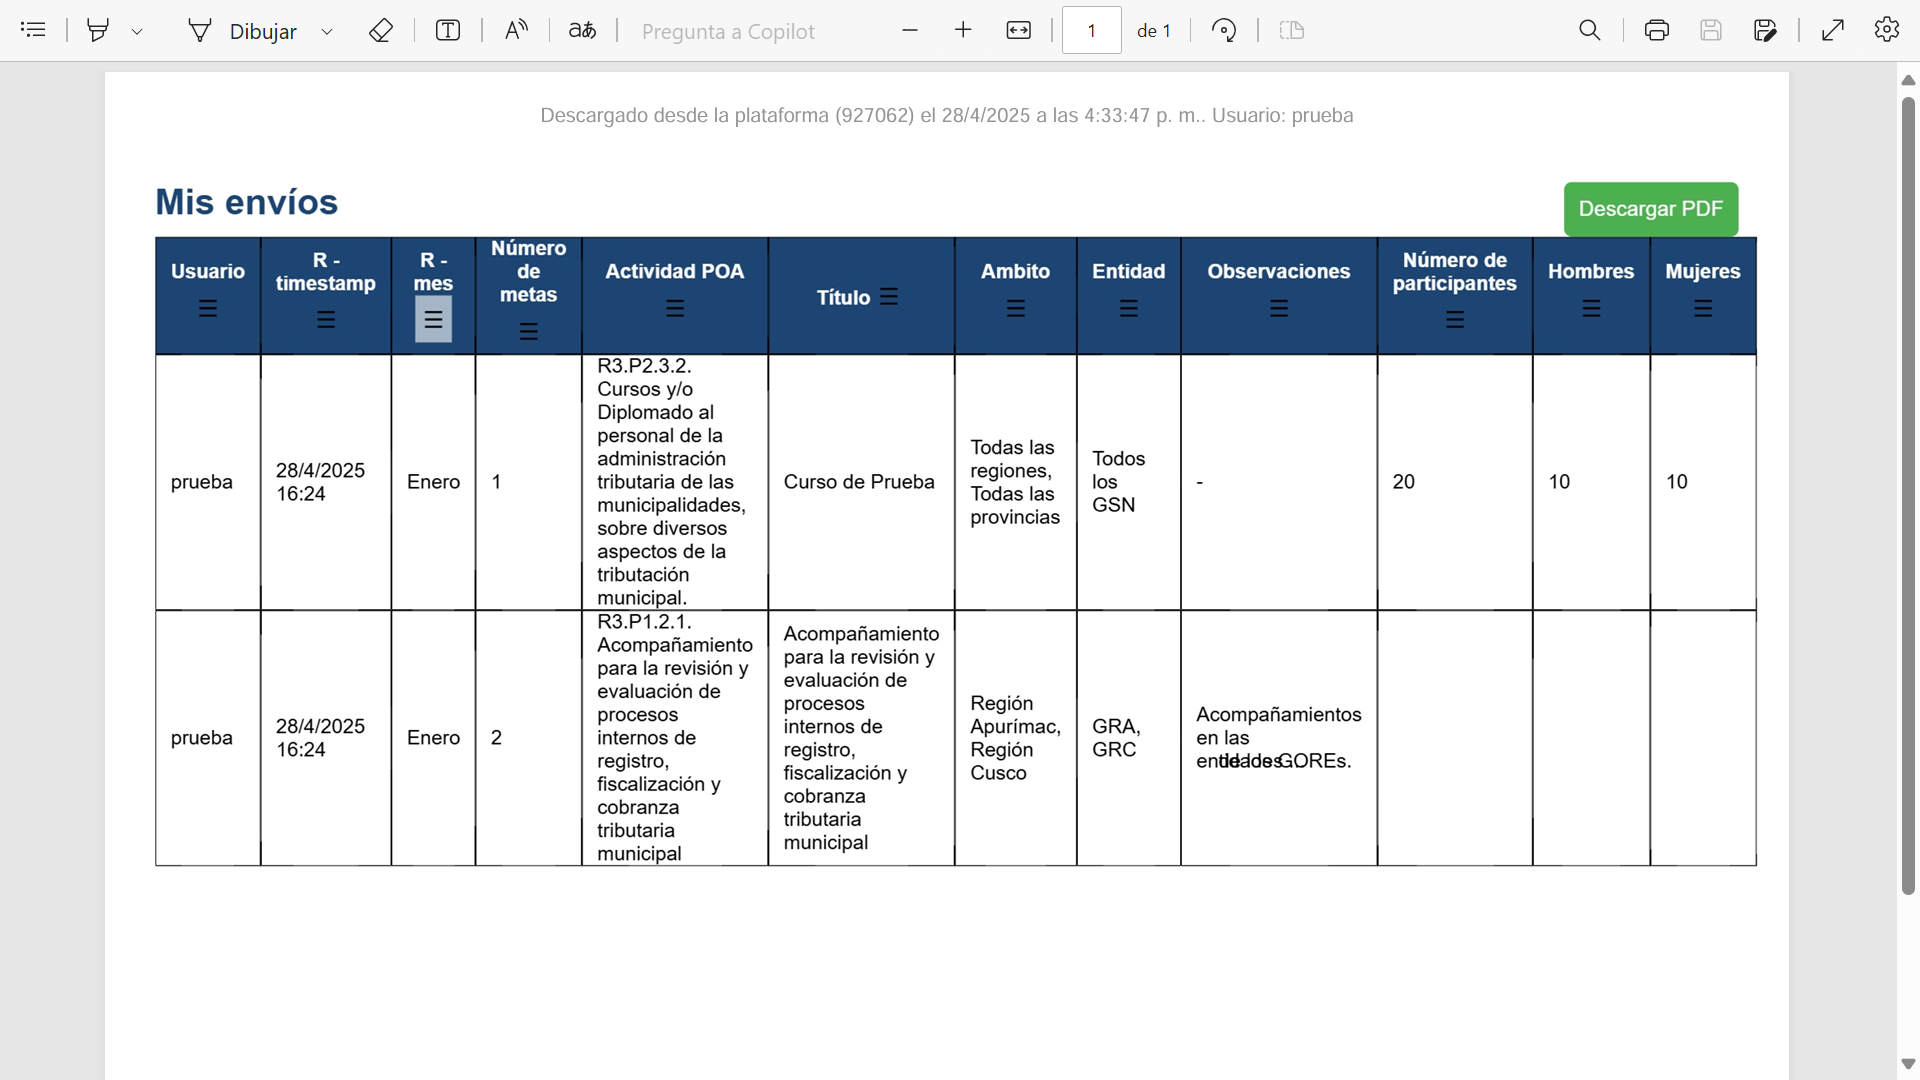 Dibujar
Pregunta a Copilot
1
de 1
Descargado desde la plataforma (927062) el 28/4/2025 a las 4:33:47 p. m.. Usuario: prueba
Mis envíos
Descargar PDF
Usuario
R -
timestamp
R -
mes
Número
de
metas
Actividad POA
Título
Ambito
Entidad
Observaciones
Número de
participantes
Hombres
Mujeres
prueba
28/4/2025
16:24
Enero
1
R3.P2.3.2.
Cursos y/o
Diplomado al
personal de la
administración
tributaria de las
municipalidades,
sobre diversos
aspectos de la
tributación
municipal.
Curso de Prueba
Todas las
regiones,
Todas las
provincias
Todos
los
GSN
-
20
10
10
prueba
28/4/2025
16:24
Enero
2
R3.P1.2.1.
Acompañamiento
para la revisión y
evaluación de
procesos
internos de
registro,
fiscalización y
cobranza
tributaria
municipal
Acompañamiento
para la revisión y
evaluación de
procesos
internos de
registro,
fiscalización y
cobranza
tributaria
municipal
Región
Apurímac,
Región
Cusco
GRA,
GRC
Acompañamientos
en las
GOREs.